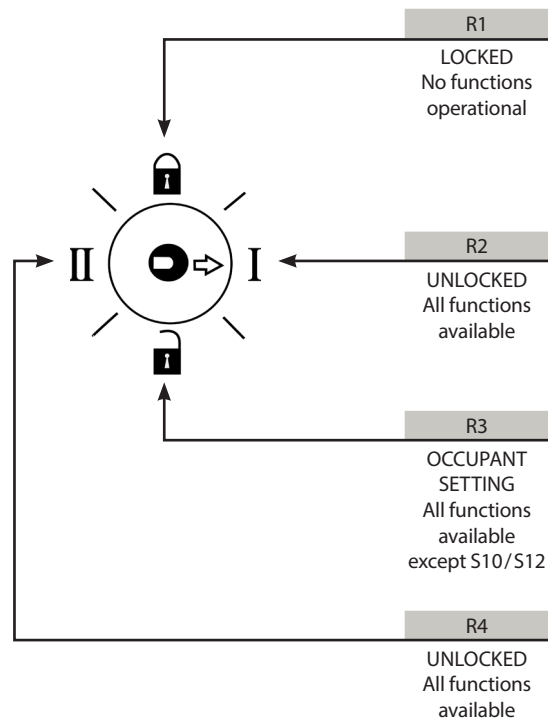 R1
LOCKED
No functions
operational
R2
UNLOCKED
All functions
available
II
I
R3
OCCUPANT
SETTING
All functions
available
except S10/S12
R4
UNLOCKED
All functions
available